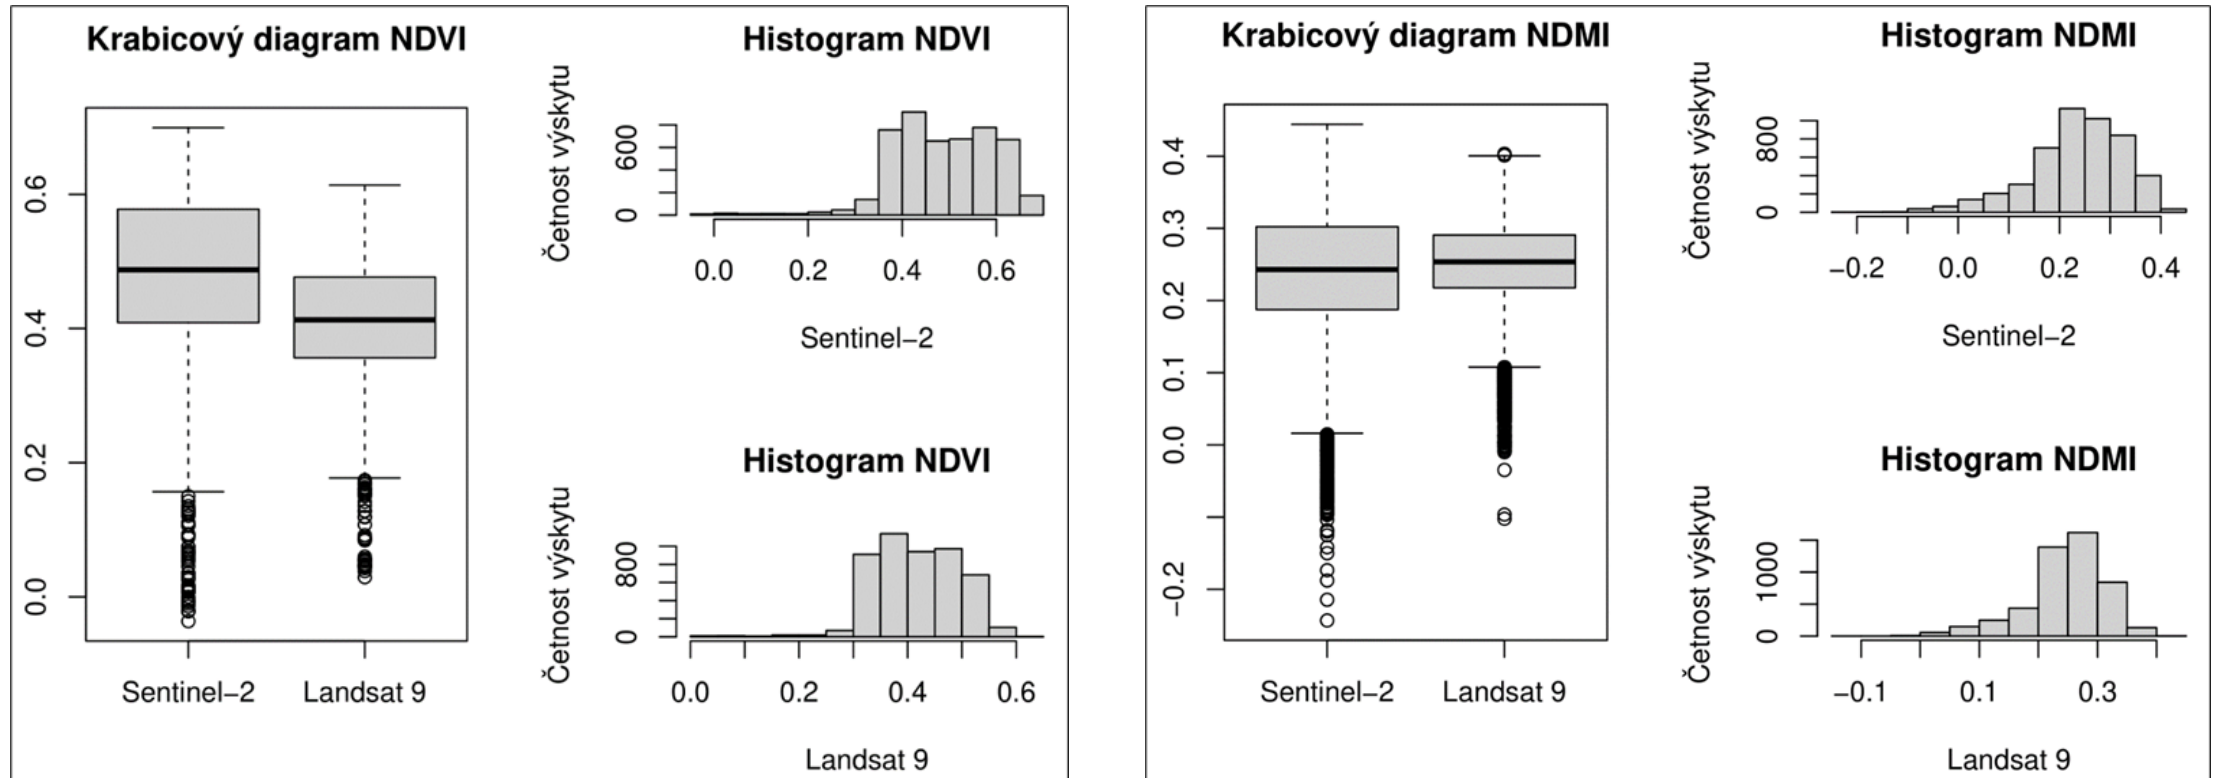 Krabicový diagram NDVI
0.0 0.2 0.4 0.6
Sentinel−2 Landsat 9
Histogram NDVI
Četnost výskytu
0 600
0.0 0.2 0.4 0.6
Sentinel−2
Histogram NDVI
Četnost výskytu
0 800
0.0 0.2 0.4 0.6
Landsat 9
Krabicový diagram NDMI
−0.2 0.0 0.1 0.2 0.3 0.4
Sentinel−2 Landsat 9
Histogram NDMI
Četnost výskytu
0 800
−0.2 0.0 0.2 0.4
Sentinel−2
Histogram NDMI
Četnost výskytu
0 1000
−0.1 0.1 0.3
Landsat 9